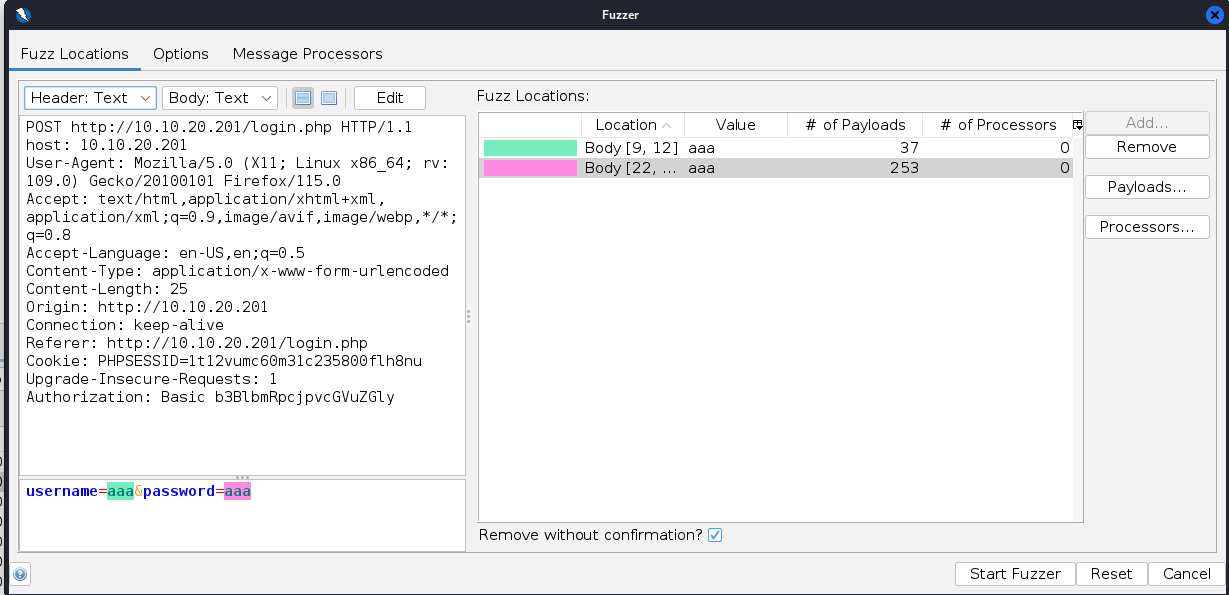 Fuzzer
Fuzz Locations Options Message Processors
Header: Text Body: Text Edit
POST http://10.10.20.201/login.php HTTP/1.1
host: 10.10.20.201
User-Agent: Mozilla/5.0 (X11; Linux x86_64; rv:
109.0) Gecko/20100101 Firefox/115.0
Accept: text/html,application/xhtml+xml,
application/xml;q=0.9,image/avif,image/webp,*/*;
q=0.8
Accept-Language: en-US,en;q=0.5
Content-Type: application/x-www-form-urlencoded
Content-Length: 25
Origin: http://10.10.20.201
Connection: keep-alive
Referer: http://10.10.20.201/login.php
Cookie: PHPSESSID=1t12vumc60m31c235800flh8nu
Upgrade-Insecure-Requests: 1
Authorization: Basic b3BlbmRpcjpvcGVuZGly
username=aaa&password=aaa
Fuzz Locations:
Location Value # of Payloads # of Processors
Body [9, 12] aaa 37 0
Body [22, ... aaa 253 0
Add...
Remove
Payloads...
Processors...
Remove without confirmation?
Start Fuzzer Reset Cancel